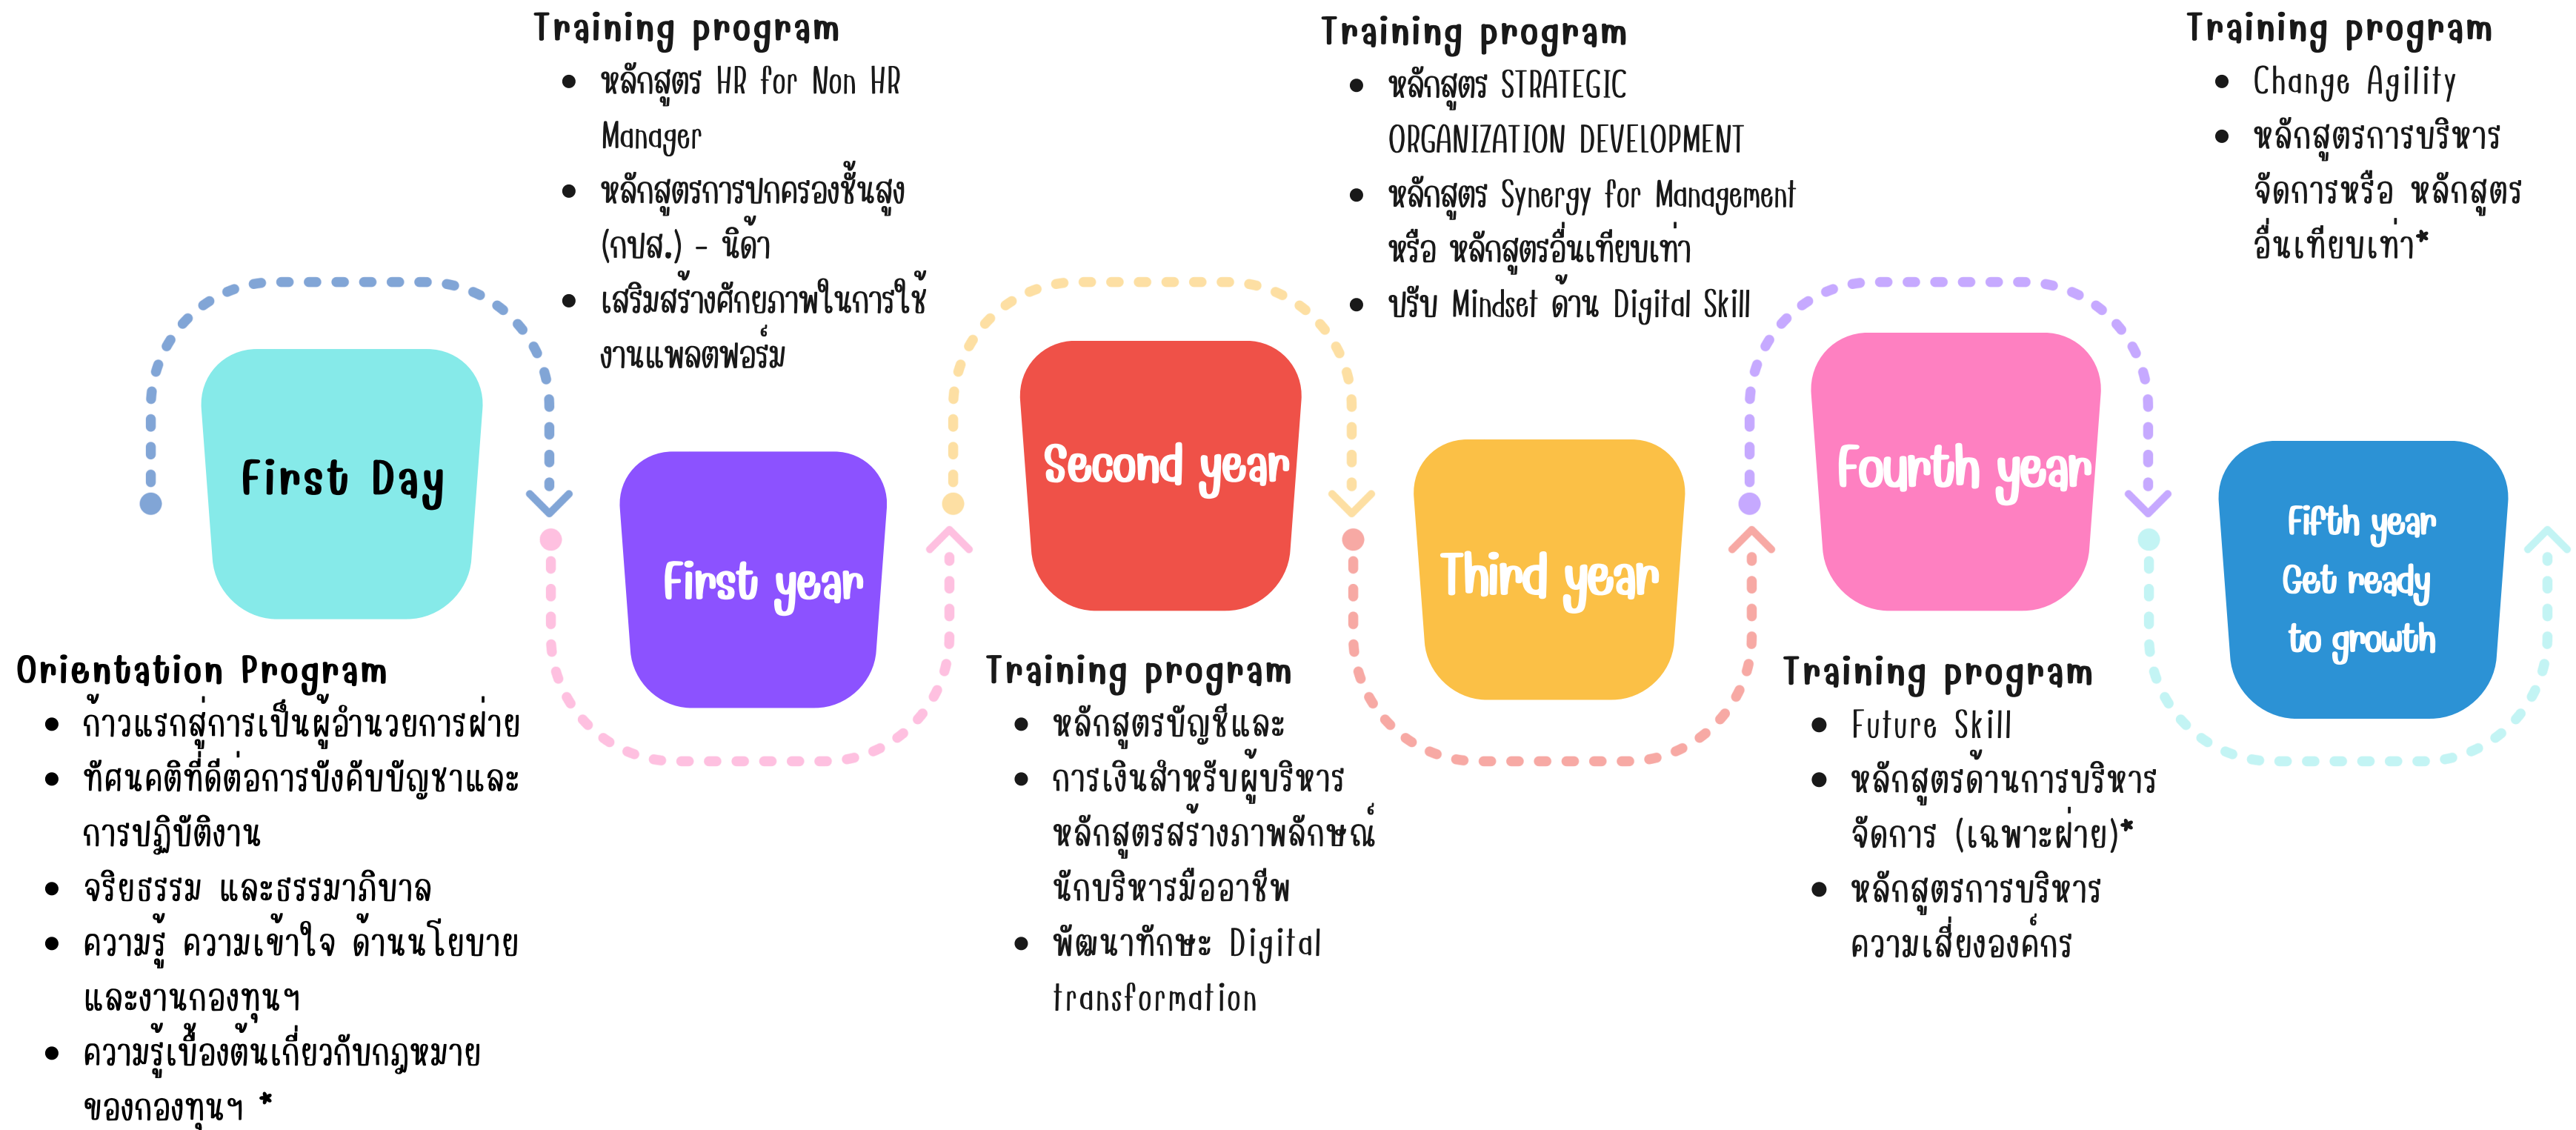 First Day
Orientation Program
• ก้าวแรกสู่การเป็นผู้อำนวยการฝ่าย
• ทัศนคติที่ดีต่อการบังคับบัญชาและ
การปฏิบัติงาน
• จริยธรรม และธรรมาภิบาล
• ความรู้ ความเข้าใจ ด้านนโยบาย
และงานกองทุนฯ
• ความรู้เบื้องต้นเกี่ยวกับกฎหมาย
ของกองทุนฯ *
Training program
• หลักสูตร HR for Non HR
Manager
• หลักสูตรการปกครองชั้นสูง
(กปส.) - นิด้า
• เสริมสร้างศักยภาพในการใช้
งานแพลตฟอร์ม
First year
Second year
Training program
• หลักสูตรบัญชีและ
• การเงินสำหรับผู้บริหาร
หลักสูตรสร้างภาพลักษณ์
นักบริหารมืออาชีพ
• พัฒนาทักษะ Digital
transformation
Training program
• หลักสูตร STRATEGIC
ORGANIZATION DEVELOPMENT
• หลักสูตร Synergy for Management
หรือ หลักสูตรอื่นเทียบเท่า
• ปรับ Mindset ด้าน Digital Skill
Third year
Fourth year
Training program
• Future Skill
• หลักสูตรด้านการบริหาร
จัดการ (เฉพาะฝ่าย)*
• หลักสูตรการบริหาร
ความเสี่ยงองค์กร
Training program
• Change Agility
• หลักสูตรการบริหาร
จัดการหรือ หลักสูตร
อื่นเทียบเท่า*
Fifth year
Get ready
to growth